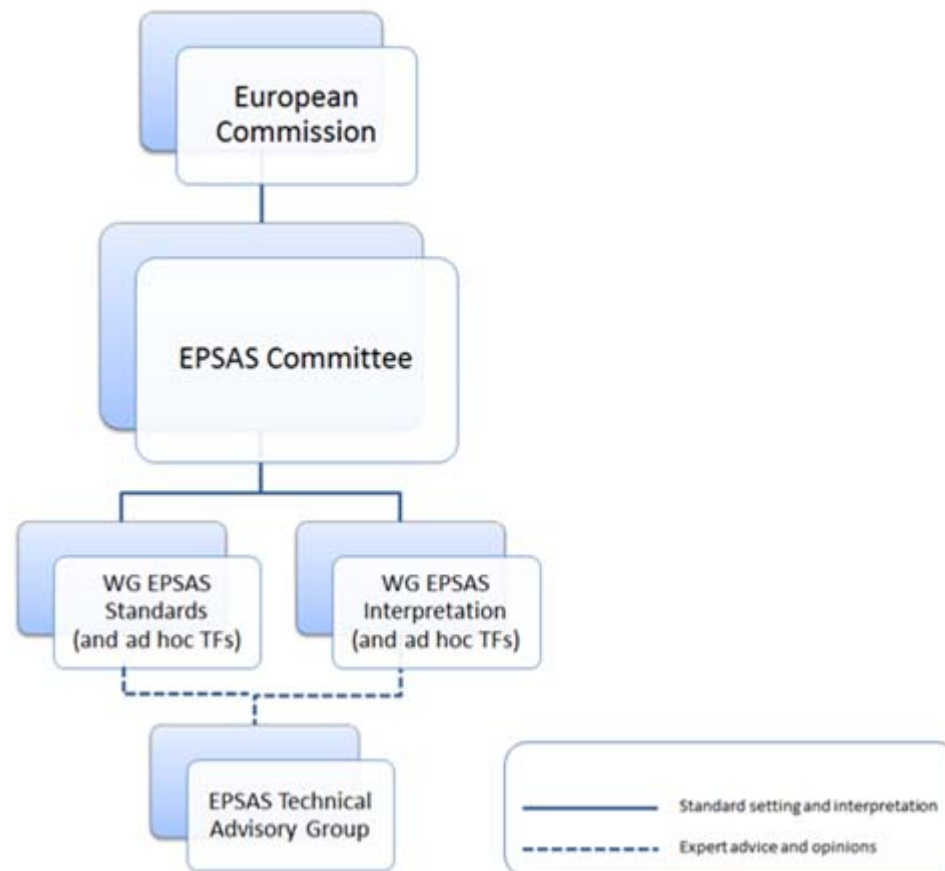 European
Commission
EPSAS Committee
WG EPSAS
Standards
(and ad hoc TFs)
WG EPSAS
Interpretation
(and ad hoc TFs)
EPSAS Technical
Advisory Group
Standard setting and interpretation
Expert advice and opinions